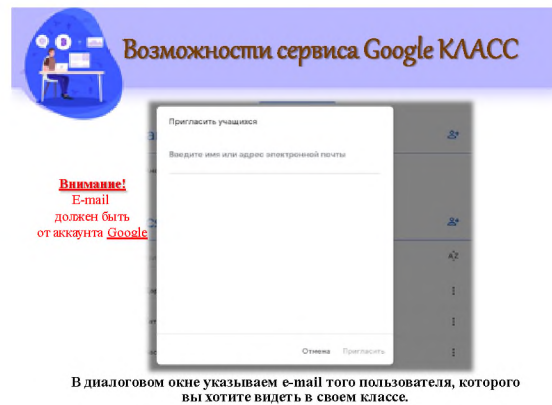 Возможности сервиса Google КЛАСС
Пригласить учащихся
Введите имя или адрес электронной почты
Внимание!
E-mail
должен быть
от аккаунта Google
Отмена Пригласить
В диалоговом окне указываем e-mail того пользователя, которого
вы хотите видеть в своем классе.